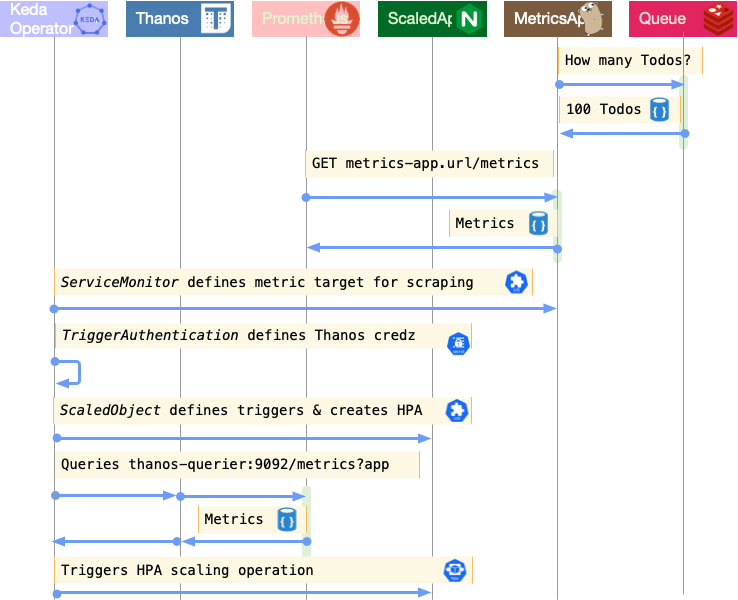 Keda
Operator
KEDA
Thanos
Prometh
JS
ScaledAp
N
MetricsAp
Queue
How many Todos?
100 Todos
GET metrics-app.url/metrics
Metrics
ServiceMonitor defines metric target for scraping
TriggerAuthentication defines Thanos credz
ScaledObject defines triggers & creates HPA
Queries thanos-querier:9092/metrics?app
Metrics
Triggers HPA scaling operation